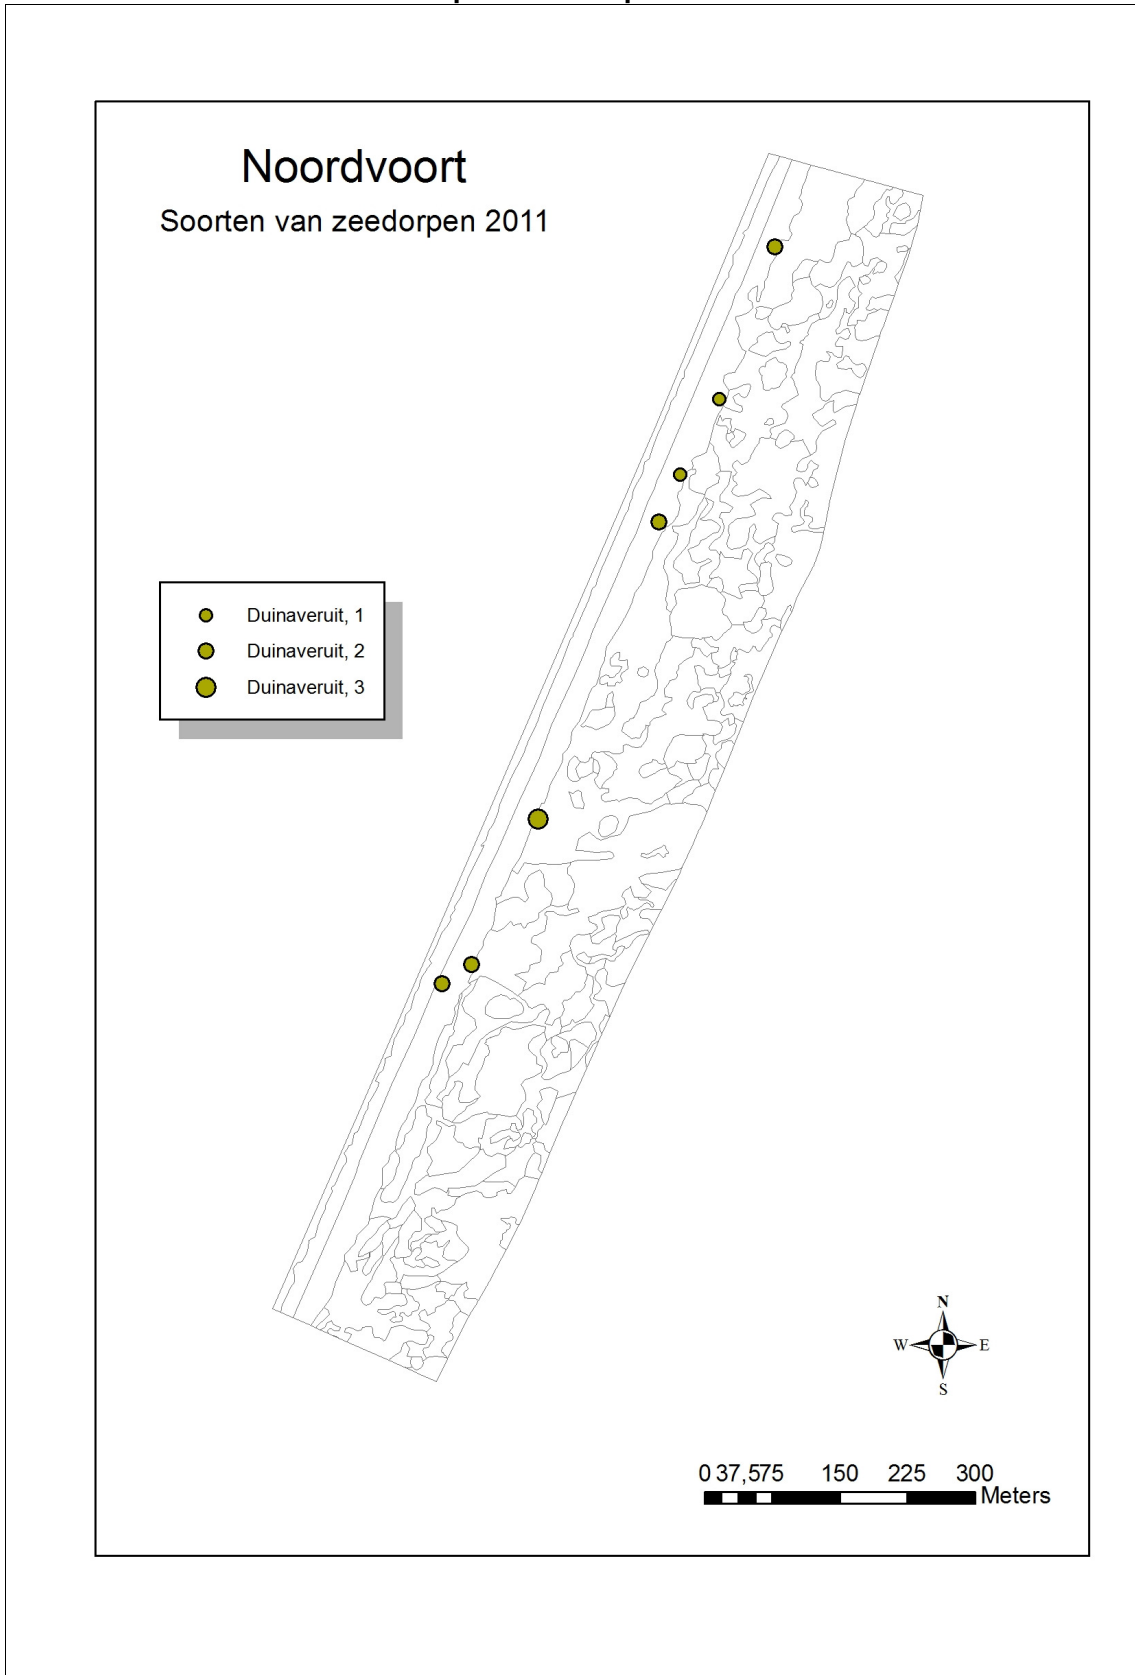 Noordvoort
Soorten van zeedorpen 2011
Duinaveruit, 1
Duinaveruit, 2
Duinaveruit, 3
N
W E
S
0 37,575 150 225 300
Meters